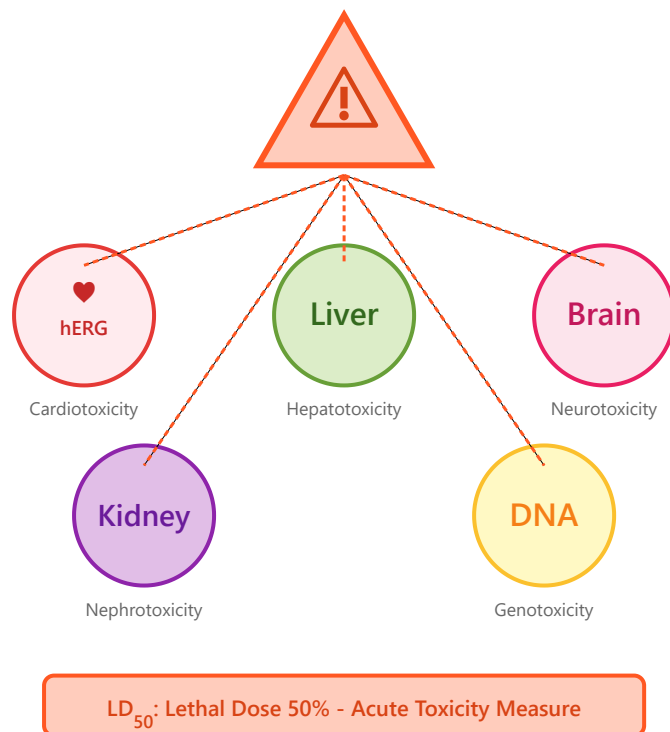 hERG
Liver
Brain
Cardiotoxicity
Hepatotoxicity
Neurotoxicity
Kidney
DNA
Nephrotoxicity
Genotoxicity
LD50: Lethal Dose 50% - Acute Toxicity Measure